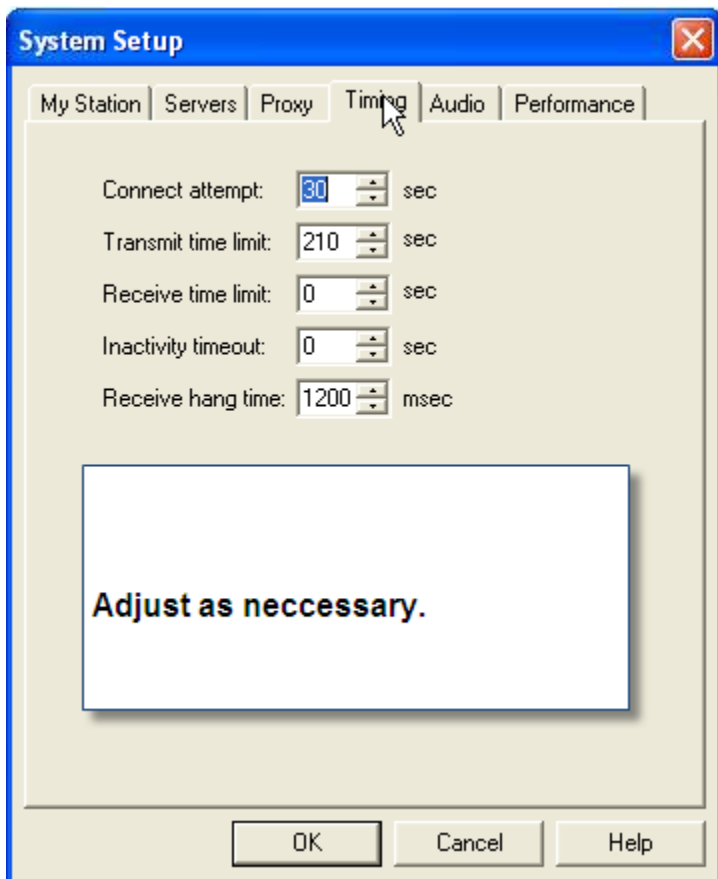 System Setup
My Station Servers Proxy Timing Audio Performance
Connect attempt: 30 sec
Transmit time limit: 210 sec
Receive time limit: 0 sec
Inactivity timeout: 0 sec
Receive hang time: 1200 msec
Adjust as neccessary.
OK Cancel Help